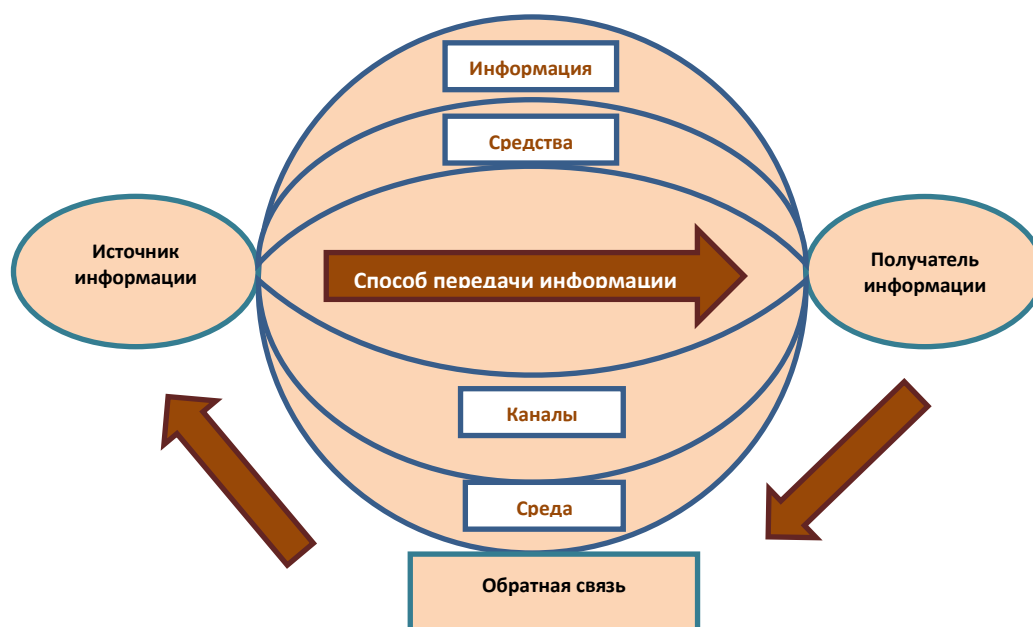 Информация
Средства
Источник
информации
Способ передачи информации
Получатель
информации
Каналы
Среда
Обратная связь